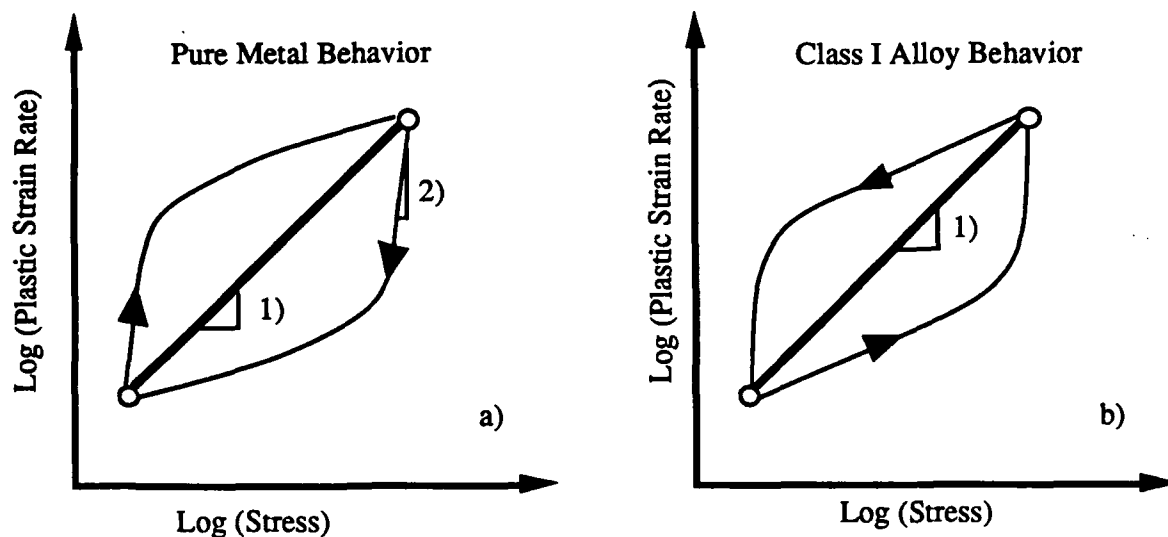 Pure Metal Behavior
Log (Plastic Strain Rate)
2)
1)
a)
Log (Stress)
Class I Alloy Behavior
Log (Plastic Strain Rate)
1)
b)
Log (Stress)